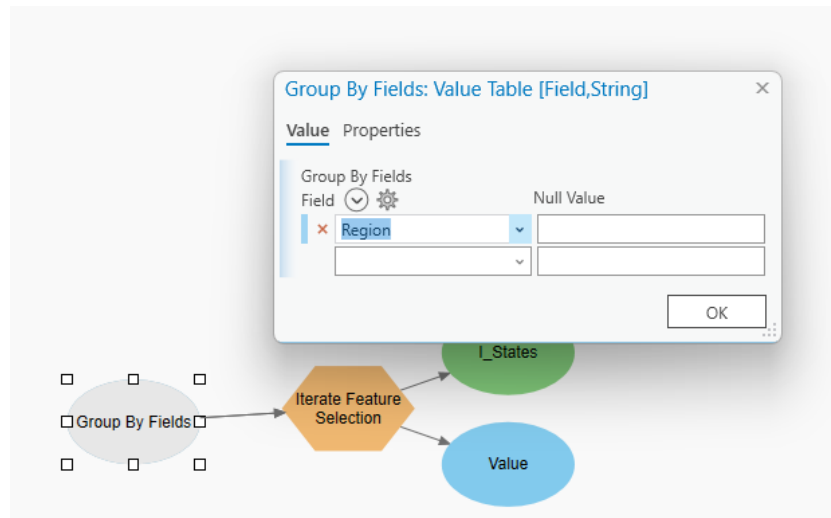 Group By Fields: Value Table [Field,String]
Value Properties
Group By Fields
Field Null Value
Region
OK
I_States
Iterate Feature
Selection
Group By Fields
Value